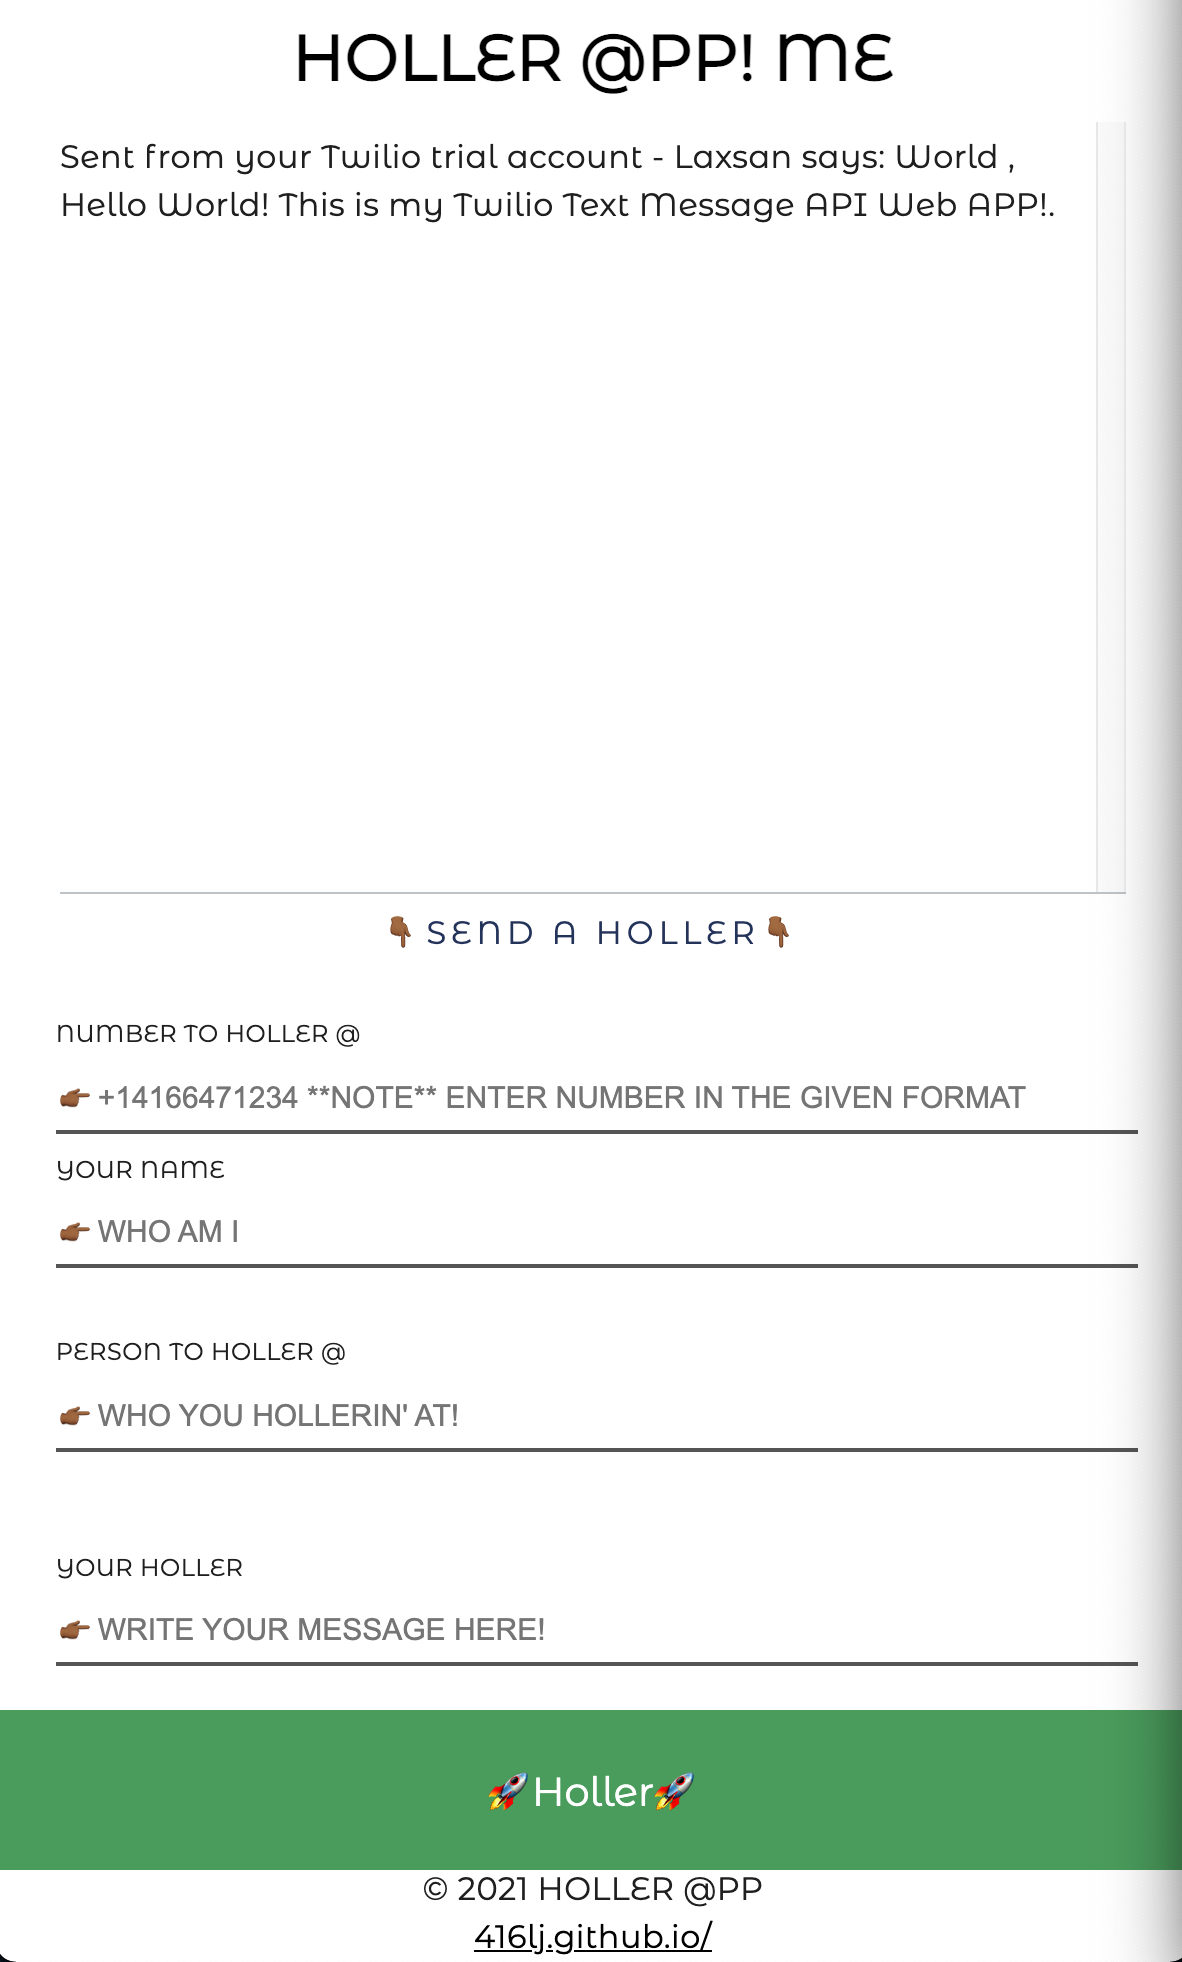 HOLLER @PP! ME
Sent from your Twilio trial account - Laxsan says: World ,
Hello World! This is my Twilio Text Message API Web APP!.
👇🏾SEND A HOLLER👇🏾
NUMBER TO HOLLER @
👉🏾 +14166471234 **NOTE** ENTER NUMBER IN THE GIVEN FORMAT
YOUR NAME
👉🏾 WHO AM I
PERSON TO HOLLER @
👉🏾 WHO YOU HOLLERIN' AT!
YOUR HOLLER
👉🏾 WRITE YOUR MESSAGE HERE!
🚀Holler🚀
© 2021 HOLLER @PP
416lj.github.io/